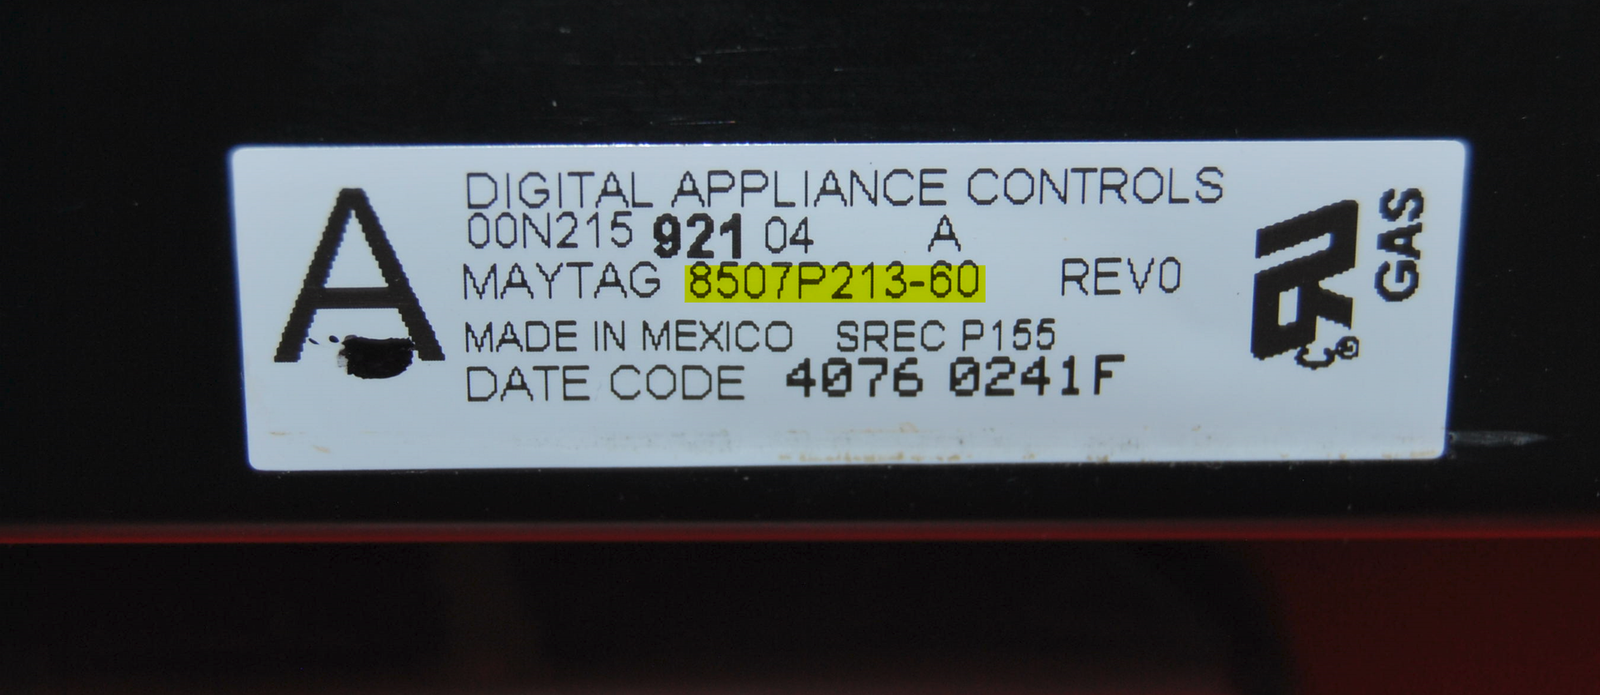 A
DIGITAL APPLIANCE CONTROLS
00N215 921 04 A
MAYTAG 8507P213-60 REV0
MADE IN MEXICO SREC P155
DATE CODE 4076 0241F
GAS